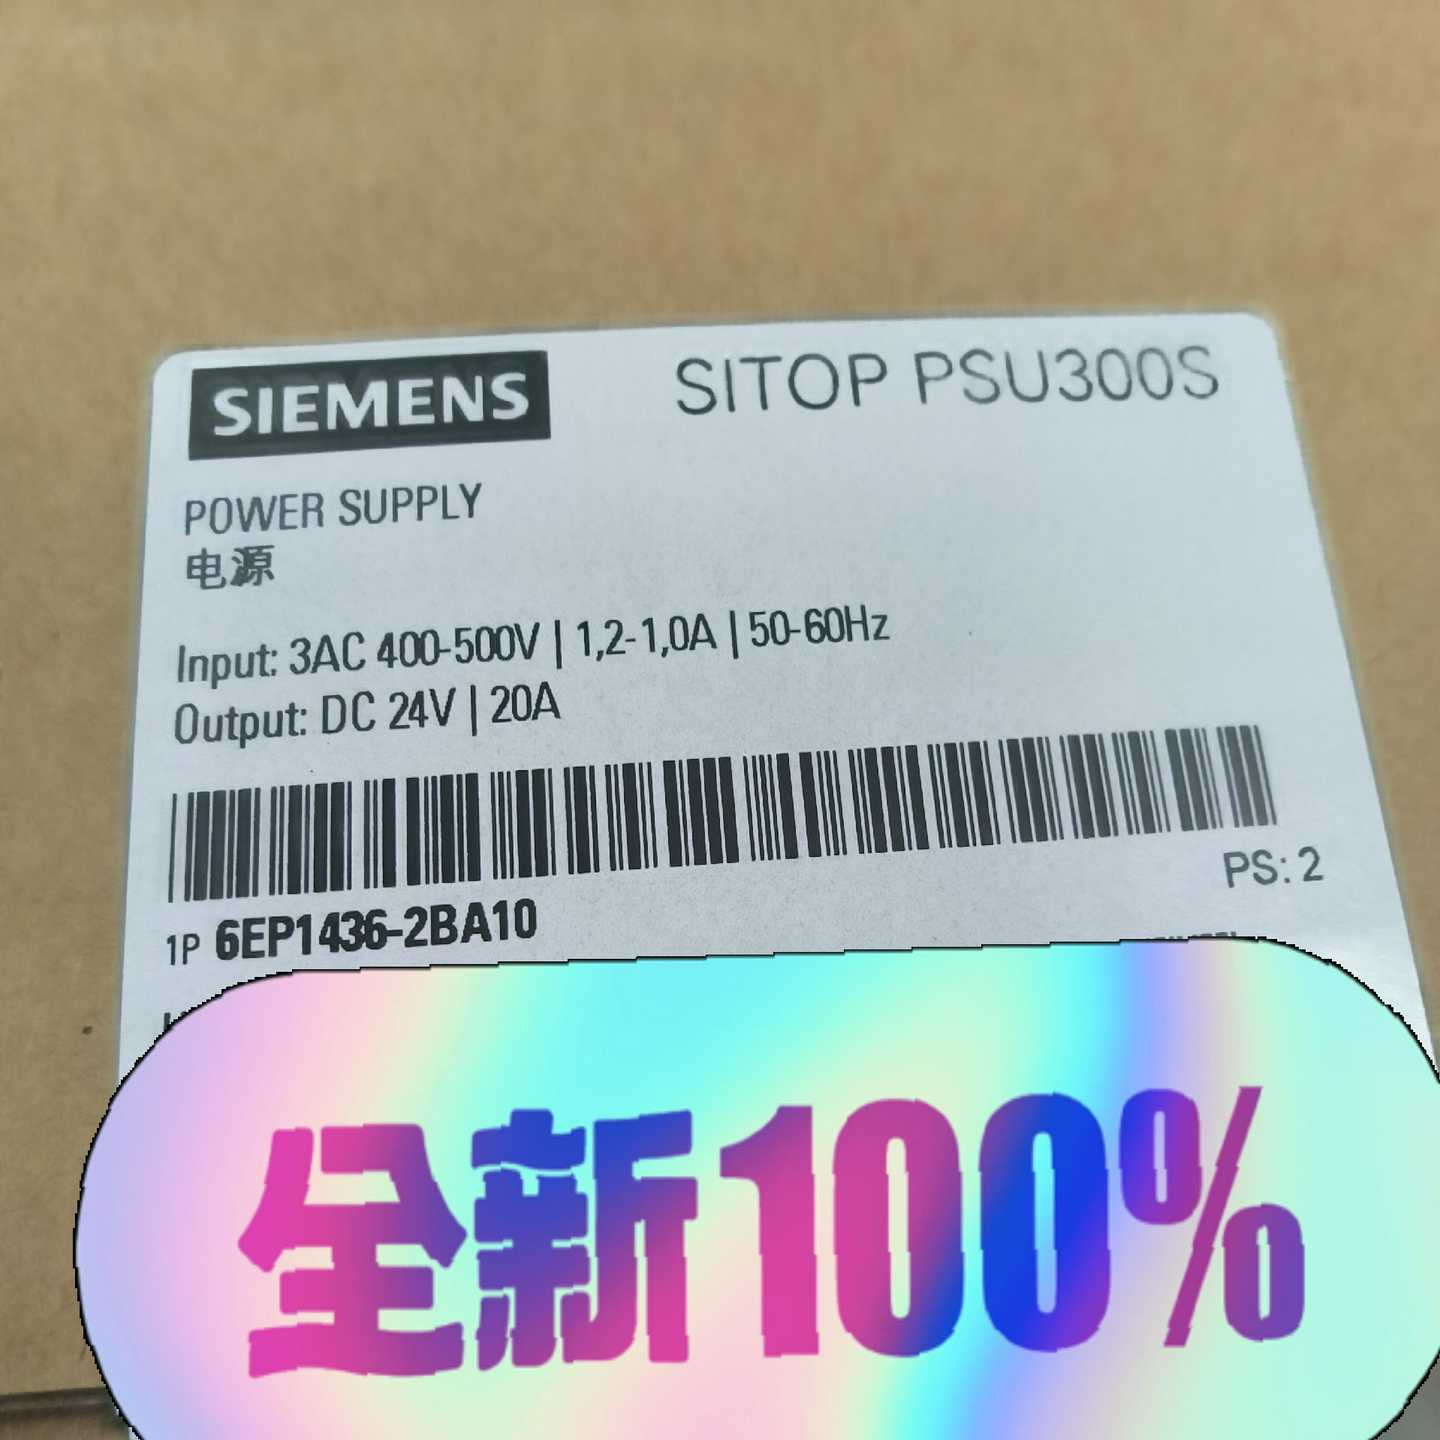 SIEMENS
SITOP PSU300S
POWER SUPPLY
电源
Input: 3AC 400-500V | 1,2-1,0A | 50-60Hz
Output: DC 24V | 20A
1P 6EP1436-2BA10
PS: 2
全新100%